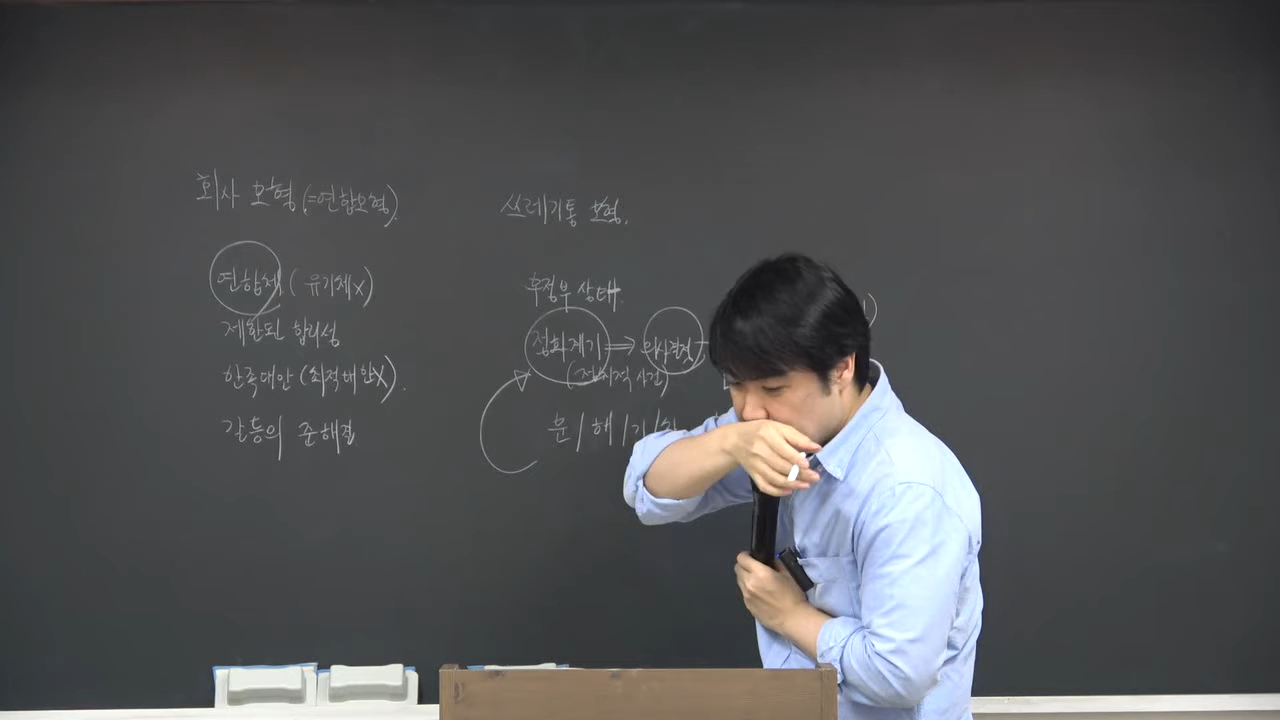 회사 모형 (=연합모형).
연합체 (유기체X)
제한된 합리성
만족대안 (최적대안X).
갈등의 준해결
쓰레기통 모형.
무정부 상태.
점화계기 ⇒ 의사결정
(정치적 사건)
문/해/기/